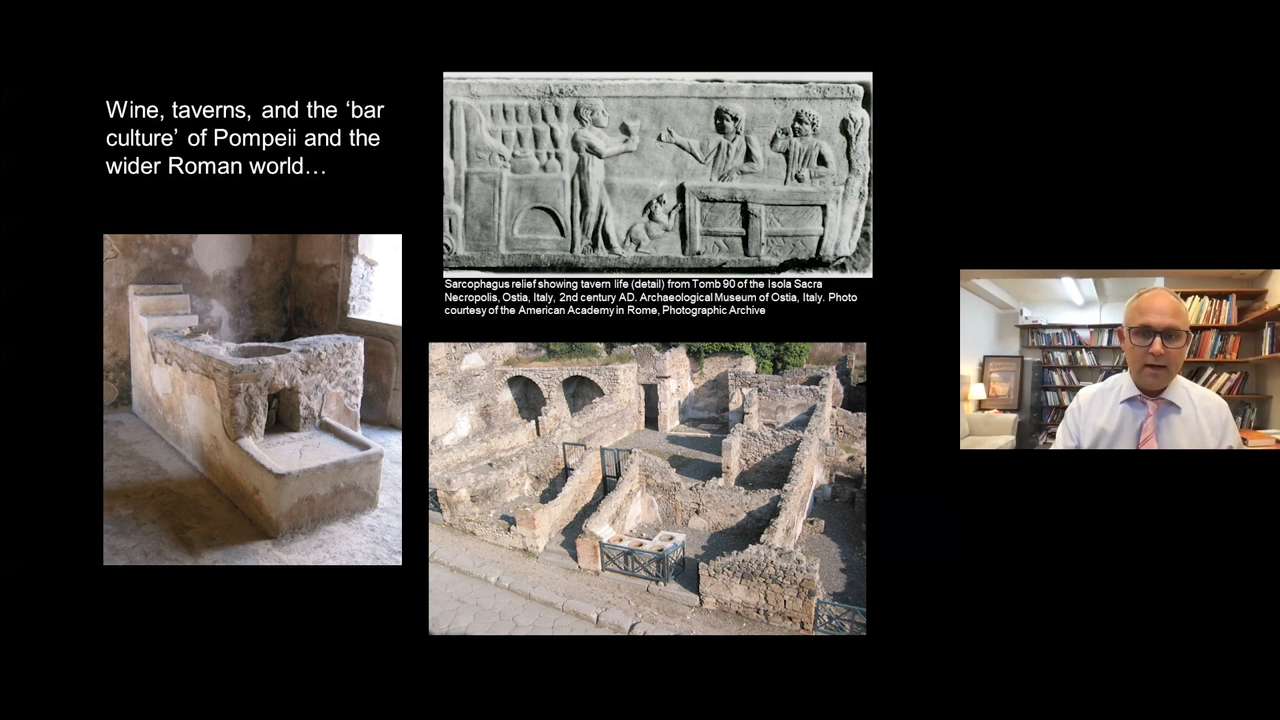 Wine, taverns, and the ‘bar
culture’ of Pompeii and the
wider Roman world…
Sarcophagus relief showing tavern life (detail) from Tomb 90 of the Isola Sacra
Necropolis, Ostia, Italy, 2nd century AD. Archaeological Museum of Ostia, Italy. Photo
courtesy of the American Academy in Rome, Photographic Archive